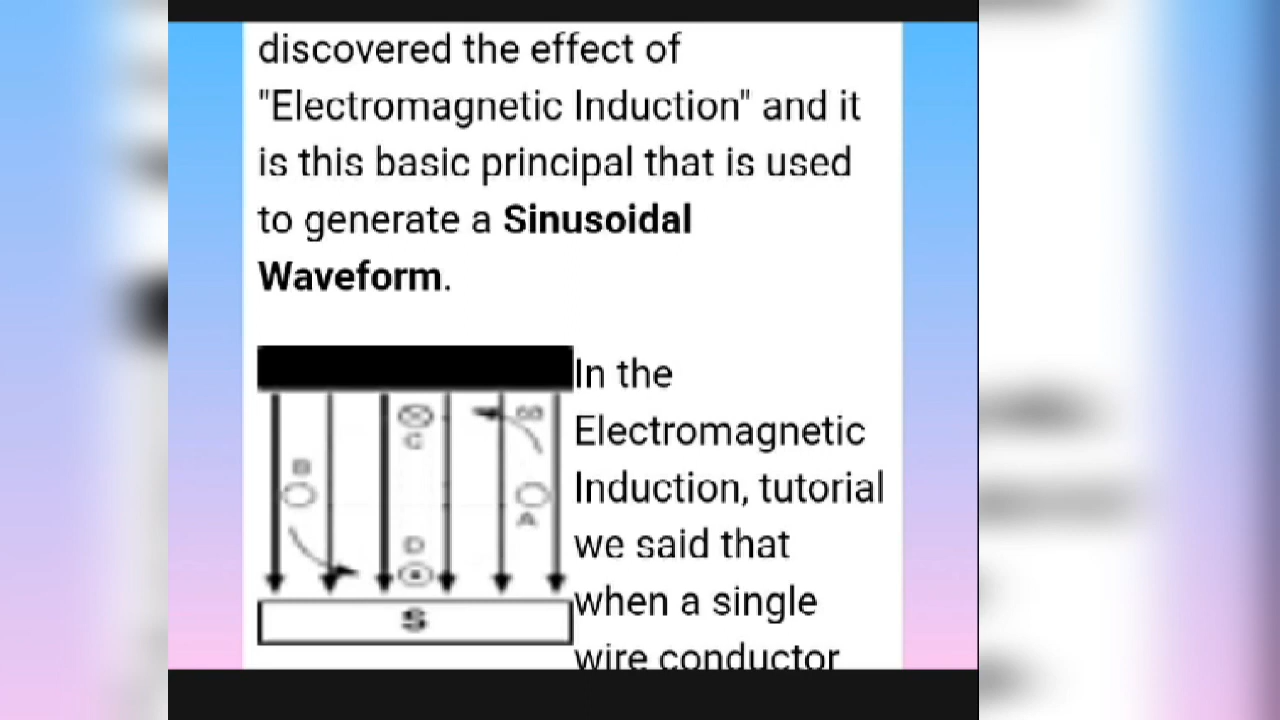 discovered the effect of
"Electromagnetic Induction" and it
is this basic principal that is used
to generate a Sinusoidal
Waveform.
In the
Electromagnetic
Induction, tutorial
we said that
when a single
wire conductor
C
B
A
D
S